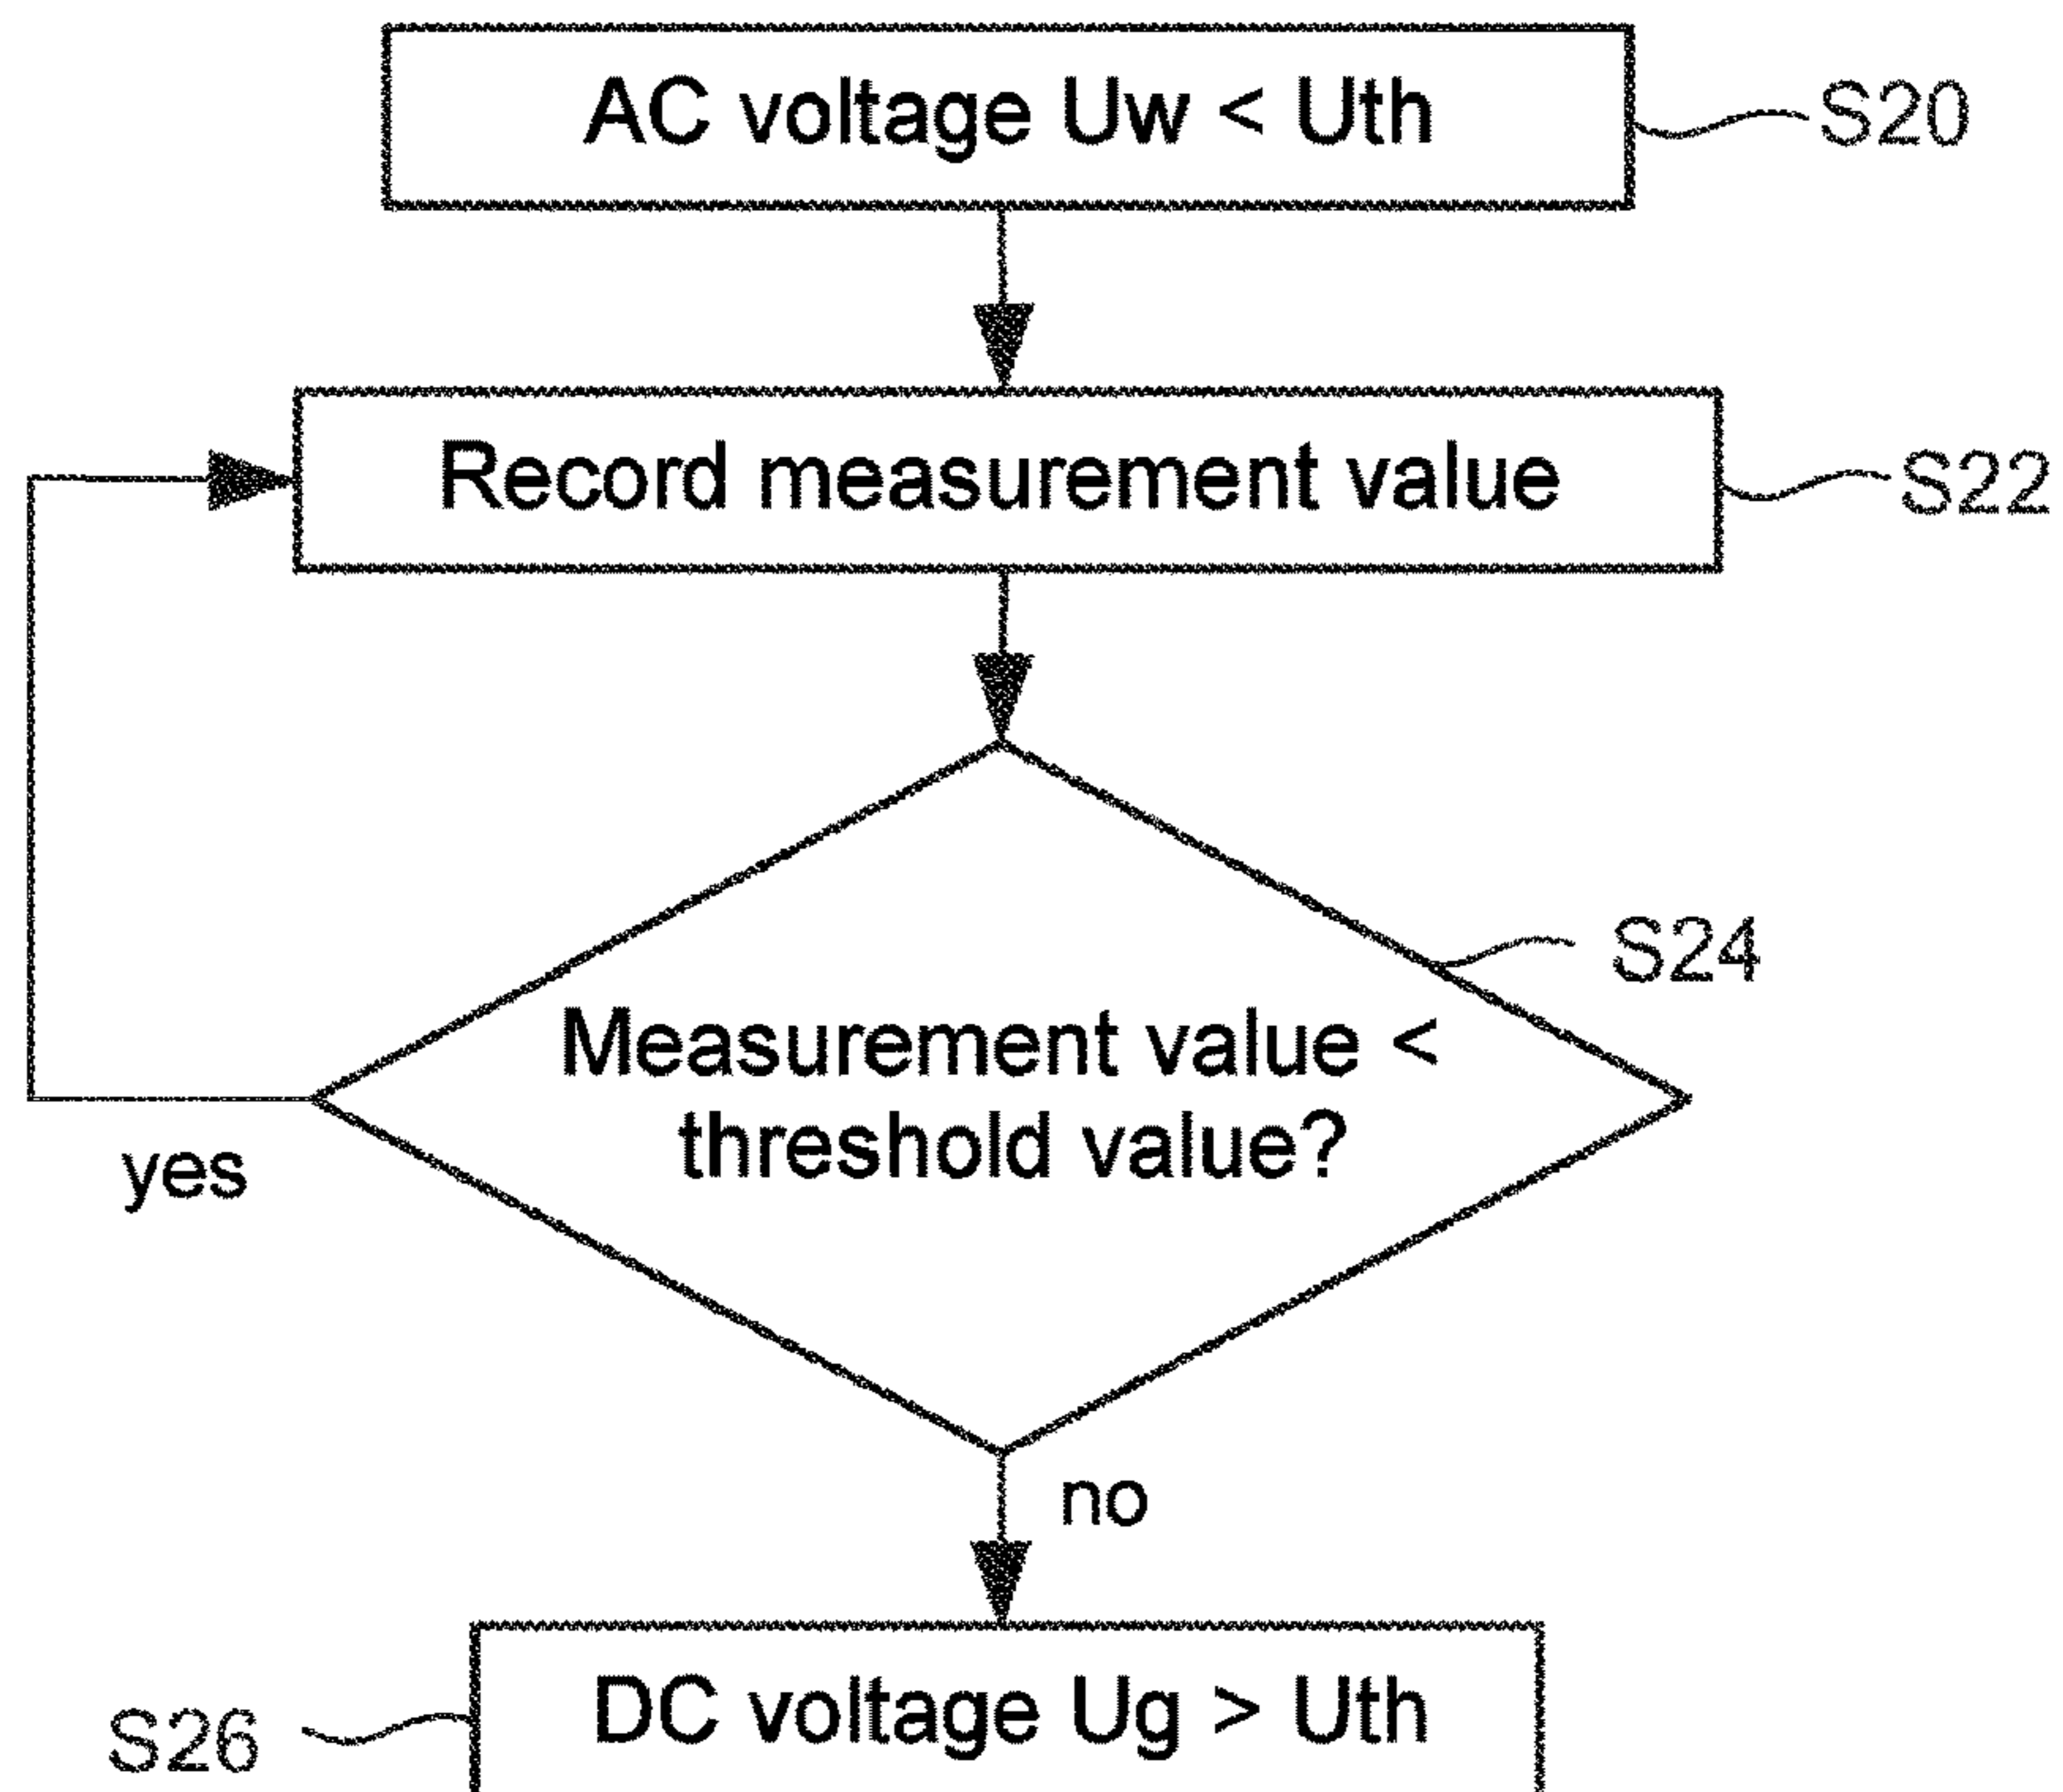 AC voltage Uw < Uth
S20
Record measurement value
S22
S24
Measurement value <
threshold value?
yes
no
DC voltage Ug > Uth
S26